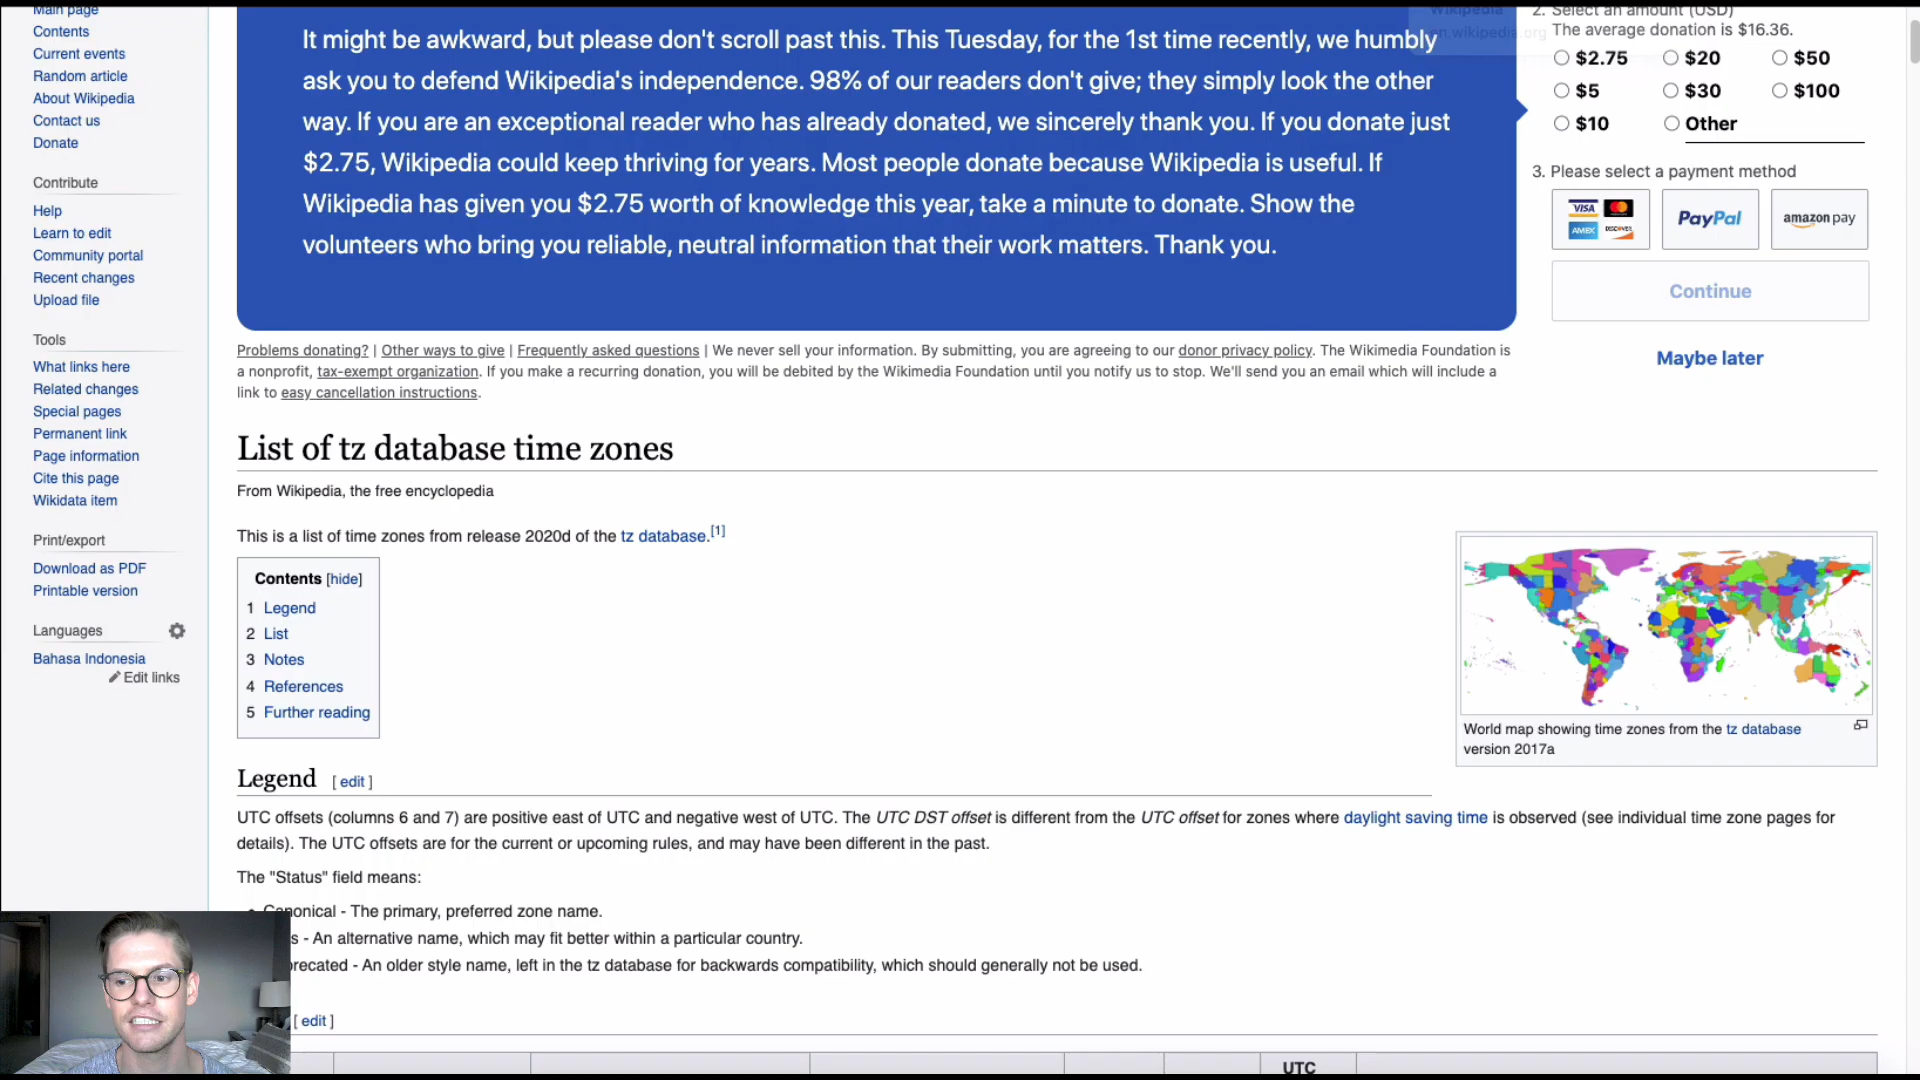 Main page
Contents
Current events
Random article
About Wikipedia
Contact us
Donate
Contribute
Help
Learn to edit
Community portal
Recent changes
Upload file
Tools
What links here
Related changes
Special pages
Permanent link
Page information
Cite this page
Wikidata item
Print/export
Download as PDF
Printable version
Languages
Bahasa Indonesia
Edit links
It might be awkward, but please don't scroll past this. This Tuesday, for the 1st time recently, we humbly
ask you to defend Wikipedia's independence. 98% of our readers don't give; they simply look the other
way. If you are an exceptional reader who has already donated, we sincerely thank you. If you donate just
$2.75, Wikipedia could keep thriving for years. Most people donate because Wikipedia is useful. If
Wikipedia has given you $2.75 worth of knowledge this year, take a minute to donate. Show the
volunteers who bring you reliable, neutral information that their work matters. Thank you.
Wikipedia
en.wikipedia.org
2. Select an amount (USD)
The average donation is $16.36.
$2.75 $20 $50
$5 $30 $100
$10 Other
3. Please select a payment method
VISA
AMEX DISCOVER
PayPal
amazon pay
Continue
Maybe later
Problems donating? | Other ways to give | Frequently asked questions | We never sell your information. By submitting, you are agreeing to our donor privacy policy. The Wikimedia Foundation is
a nonprofit, tax-exempt organization. If you make a recurring donation, you will be debited by the Wikimedia Foundation until you notify us to stop. We'll send you an email which will include a
link to easy cancellation instructions.
List of tz database time zones
From Wikipedia, the free encyclopedia
This is a list of time zones from release 2020d of the tz database.[1]
Contents [hide]
1 Legend
2 List
3 Notes
4 References
5 Further reading
World map showing time zones from the tz database
version 2017a
Legend [ edit ]
UTC offsets (columns 6 and 7) are positive east of UTC and negative west of UTC. The UTC DST offset is different from the UTC offset for zones where daylight saving time is observed (see individual time zone pages for
details). The UTC offsets are for the current or upcoming rules, and may have been different in the past.
The "Status" field means:
Canonical - The primary, preferred zone name.
s - An alternative name, which may fit better within a particular country.
recated - An older style name, left in the tz database for backwards compatibility, which should generally not be used.
[ edit ]
UTC